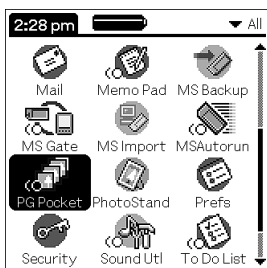 2:28 pm All
Mail Memo Pad MS Backup
MS Gate MS Import MSAutorun
PG Pocket PhotoStand Prefs
Security Sound Utl To Do List